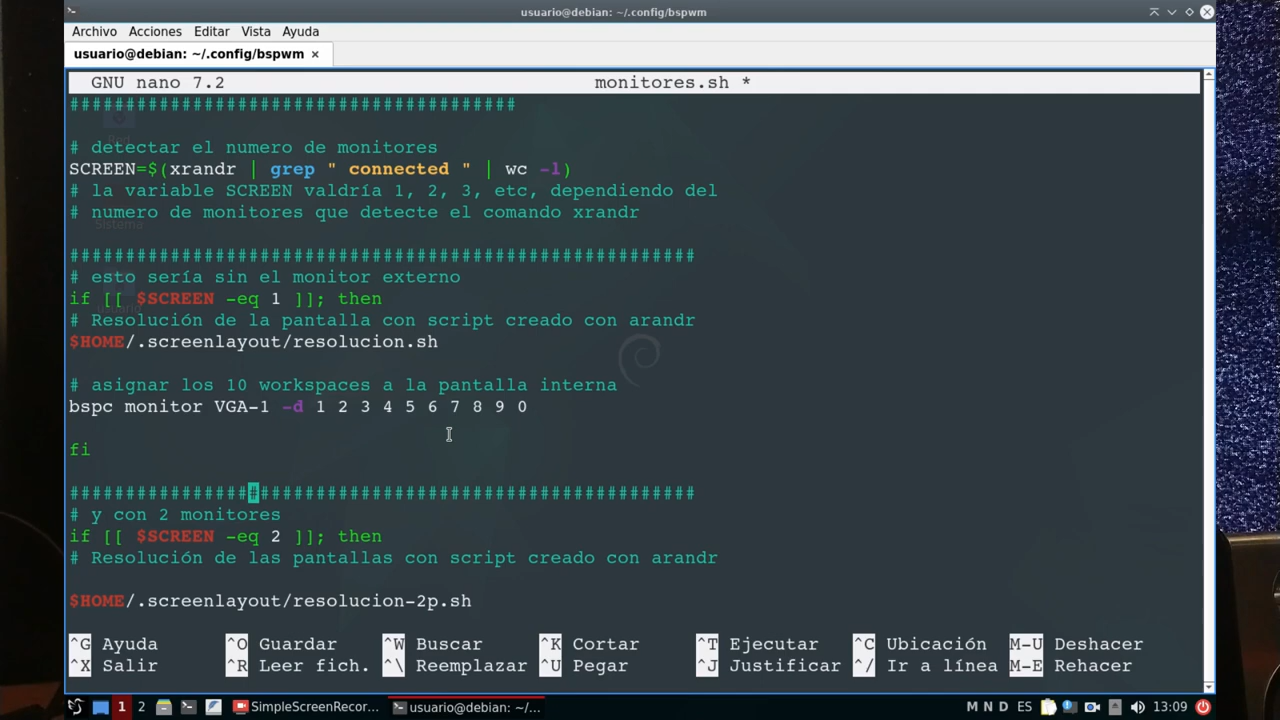 usuario@debian: ~/.config/bspwm
Archivo Acciones Editar Vista Ayuda
usuario@debian: ~/.config/bspwm ×
GNU nano 7.2 monitores.sh *
########################################
# detectar el numero de monitores
SCREEN=$(xrandr | grep " connected " | wc -l)
# la variable SCREEN valdría 1, 2, 3, etc, dependiendo del
# numero de monitores que detecte el comando xrandr
########################################################
# esto sería sin el monitor externo
if [[ $SCREEN -eq 1 ]]; then
# Resolución de la pantalla con script creado con arandr
$HOME/.screenlayout/resolucion.sh
# asignar los 10 workspaces a la pantalla interna
bspc monitor VGA-1 -d 1 2 3 4 5 6 7 8 9 0
fi
########################################################
# y con 2 monitores
if [[ $SCREEN -eq 2 ]]; then
# Resolución de las pantallas con script creado con arandr
$HOME/.screenlayout/resolucion-2p.sh
^G Ayuda ^O Guardar ^W Buscar ^K Cortar ^T Ejecutar ^C Ubicación M-U Deshacer
^X Salir ^R Leer fich. ^\ Reemplazar ^U Pegar ^J Justificar ^/ Ir a línea M-E Rehacer
1 2 SimpleScreenRecor... usuario@debian: ~/... M N D ES 13:09